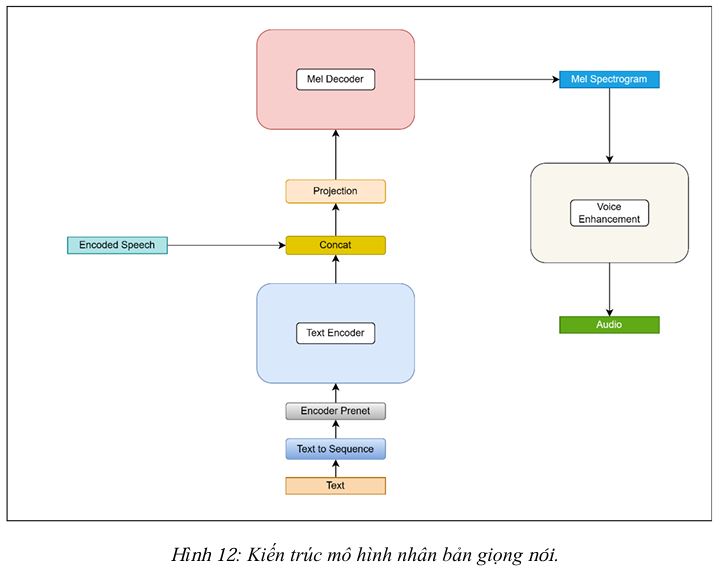 Mel Decoder
Mel Spectrogram
Projection
Voice
Enhancement
Encoded Speech
Concat
Text Encoder
Audio
Encoder Prenet
Text to Sequence
Text
Hình 12: Kiến trúc mô hình nhân bản giọng nói.